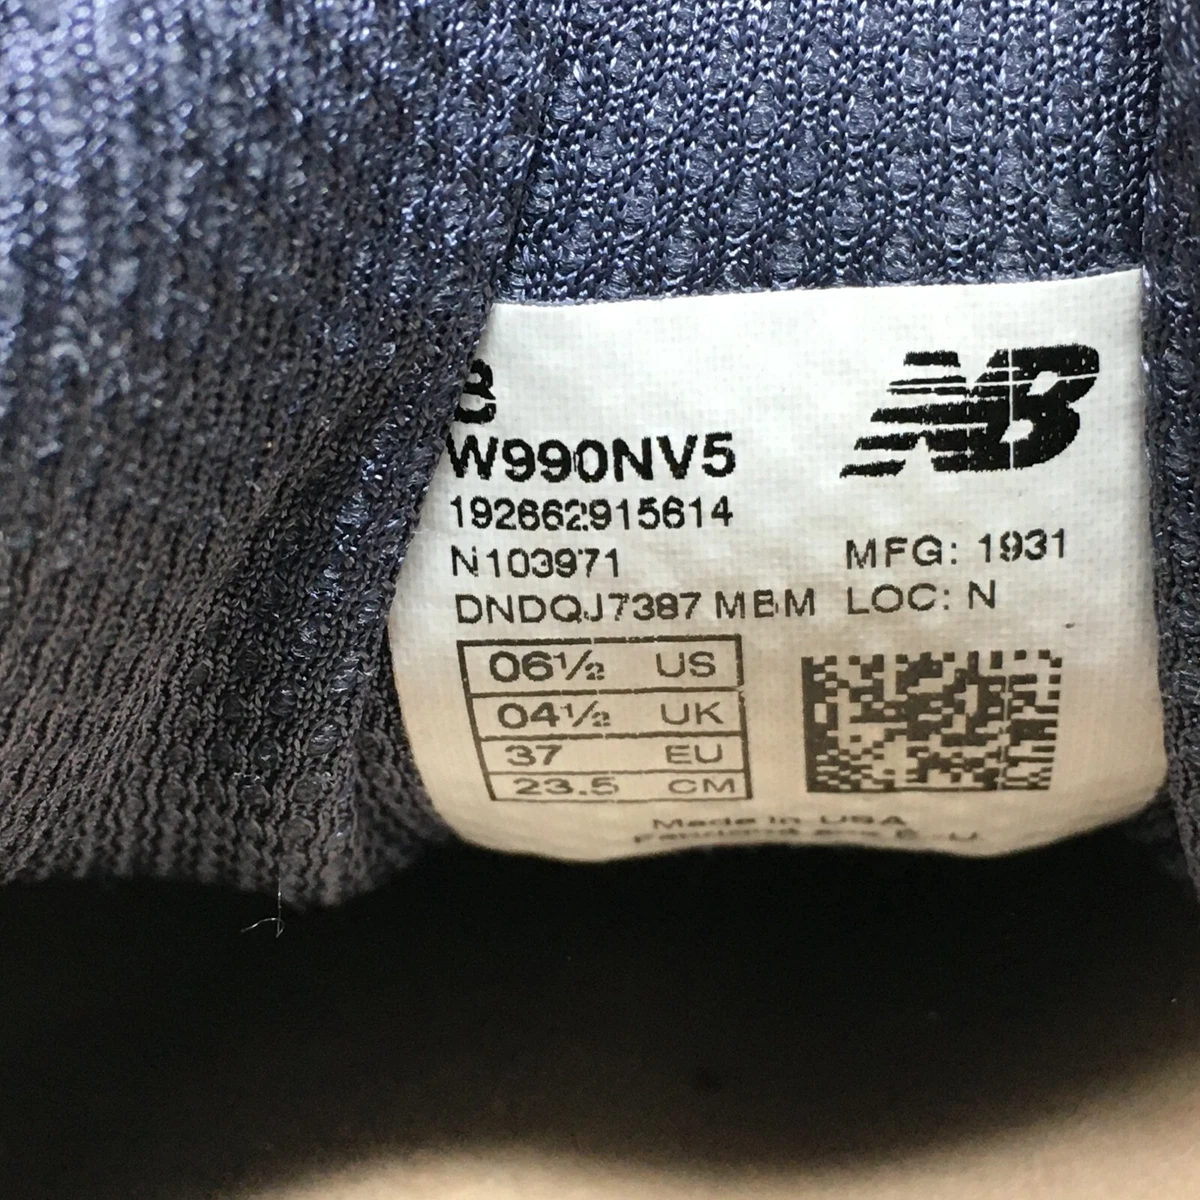 B
W990NV5
NB
192662915614
N103971 MFG: 1931
DNDQJ7387 MBM LOC: N
06½ US
04½ UK
37 EU
23.5 CM
Made in USA